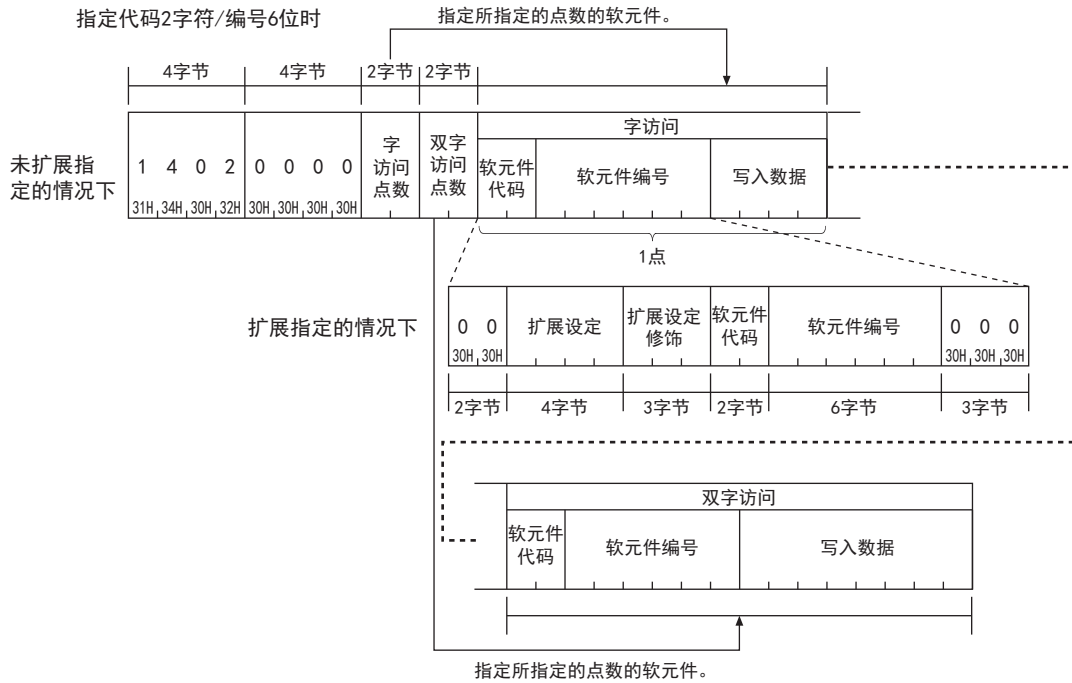 指定代码2字符/编号6位时
指定所指定的点数的软元件。
4字节 4字节 2字节 2字节
未扩展指
定的情况下
1 4 0 2 0 0 0 0
31H 34H 30H 32H 30H 30H 30H 30H
字
访问
点数
双字
访问
点数
字访问
软元件
代码
软元件编号
写入数据
1点
扩展指定的情况下
0 0
30H 30H
扩展设定
扩展设定
修饰
软元件
代码
软元件编号
0 0 0
30H 30H 30H
2字节 4字节 3字节 2字节 6字节 3字节
双字访问
软元件
代码
软元件编号
写入数据
指定所指定的点数的软元件。